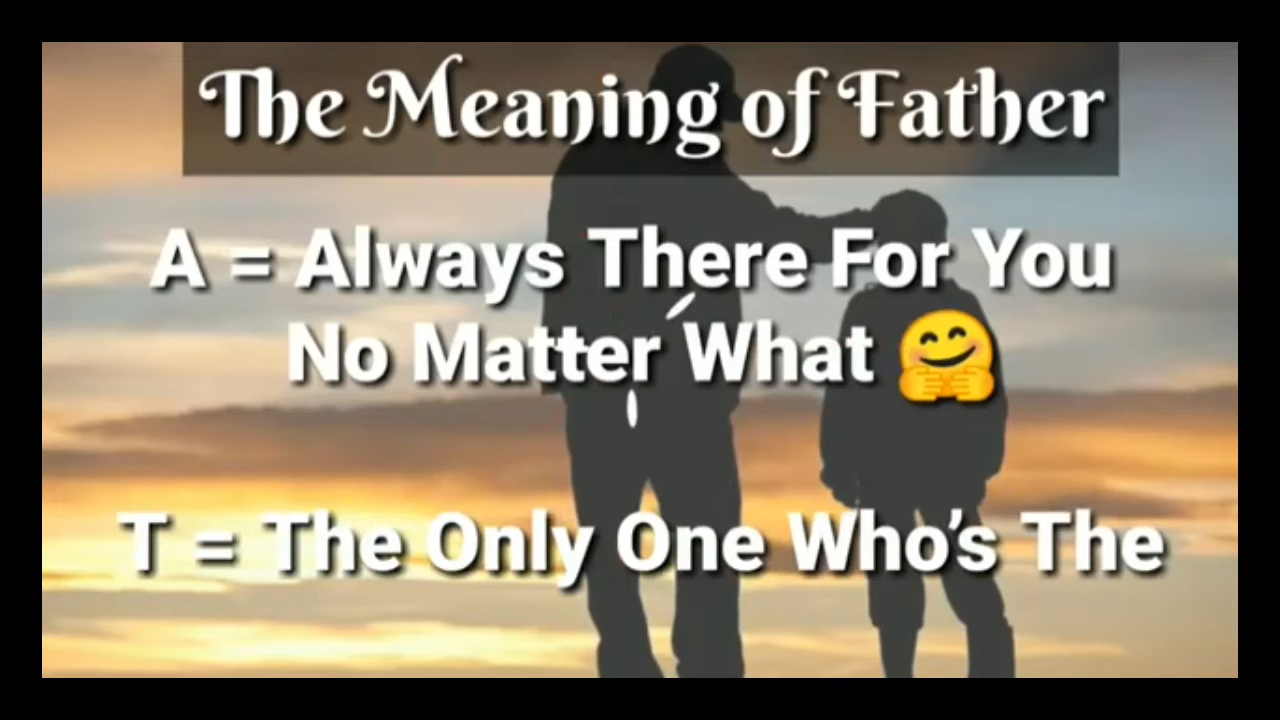 The Meaning of Father
A = Always There For You
No Matter What 🤗
T = The Only One Who’s The